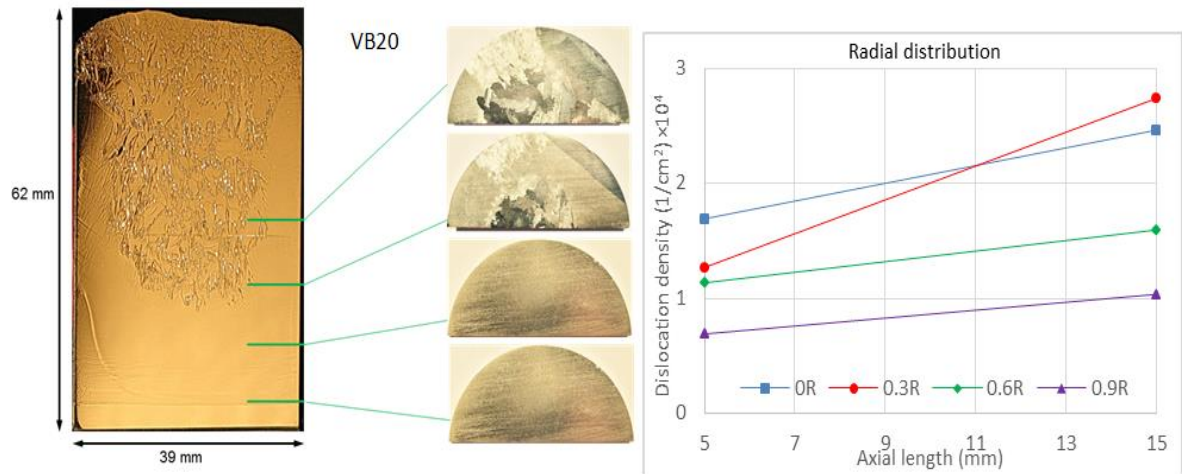 VB20
62 mm
39 mm
Radial distribution
Dislocation density (1/cm²) ×10⁴
3
2
1
0
0R
0.3R
0.6R
0.9R
5
7
9
11
13
15
Axial length (mm)